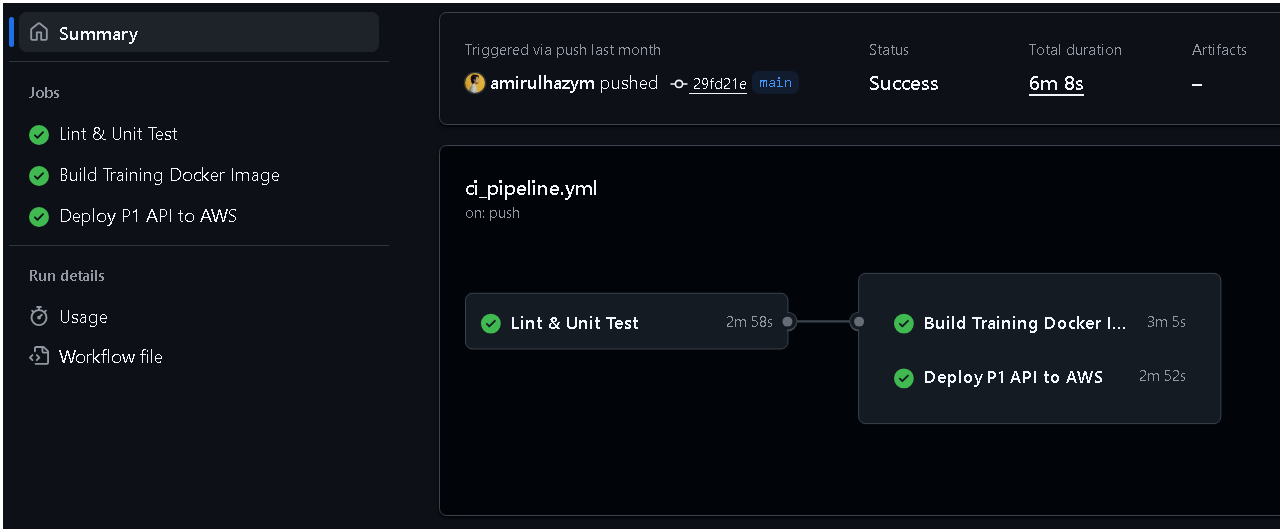 Summary
Jobs
Lint & Unit Test
Build Training Docker Image
Deploy P1 API to AWS
Run details
Usage
Workflow file
Triggered via push last month
amirulhazym pushed 29fd21e main
Status
Success
Total duration
6m 8s
Artifacts
–
ci_pipeline.yml
on: push
Lint & Unit Test 2m 58s
Build Training Docker I... 3m 5s
Deploy P1 API to AWS 2m 52s